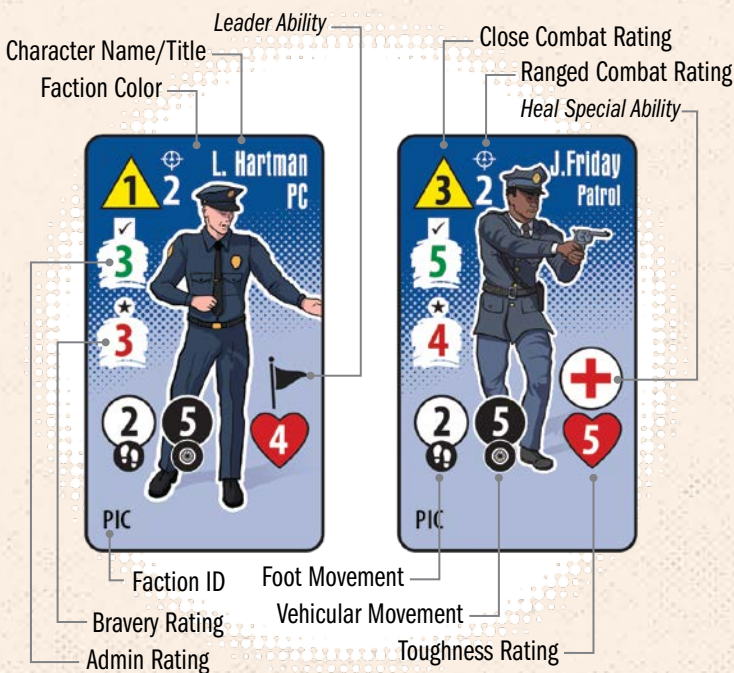 Leader Ability
Character Name/Title
Faction Color
Close Combat Rating
Ranged Combat Rating
Heal Special Ability
1
2
L. Hartman
PC
3
3
2
5
4
PIC
3
2
J.Friday
Patrol
5
4
2
5
5
PIC
Faction ID
Foot Movement
Bravery Rating
Vehicular Movement
Admin Rating
Toughness Rating